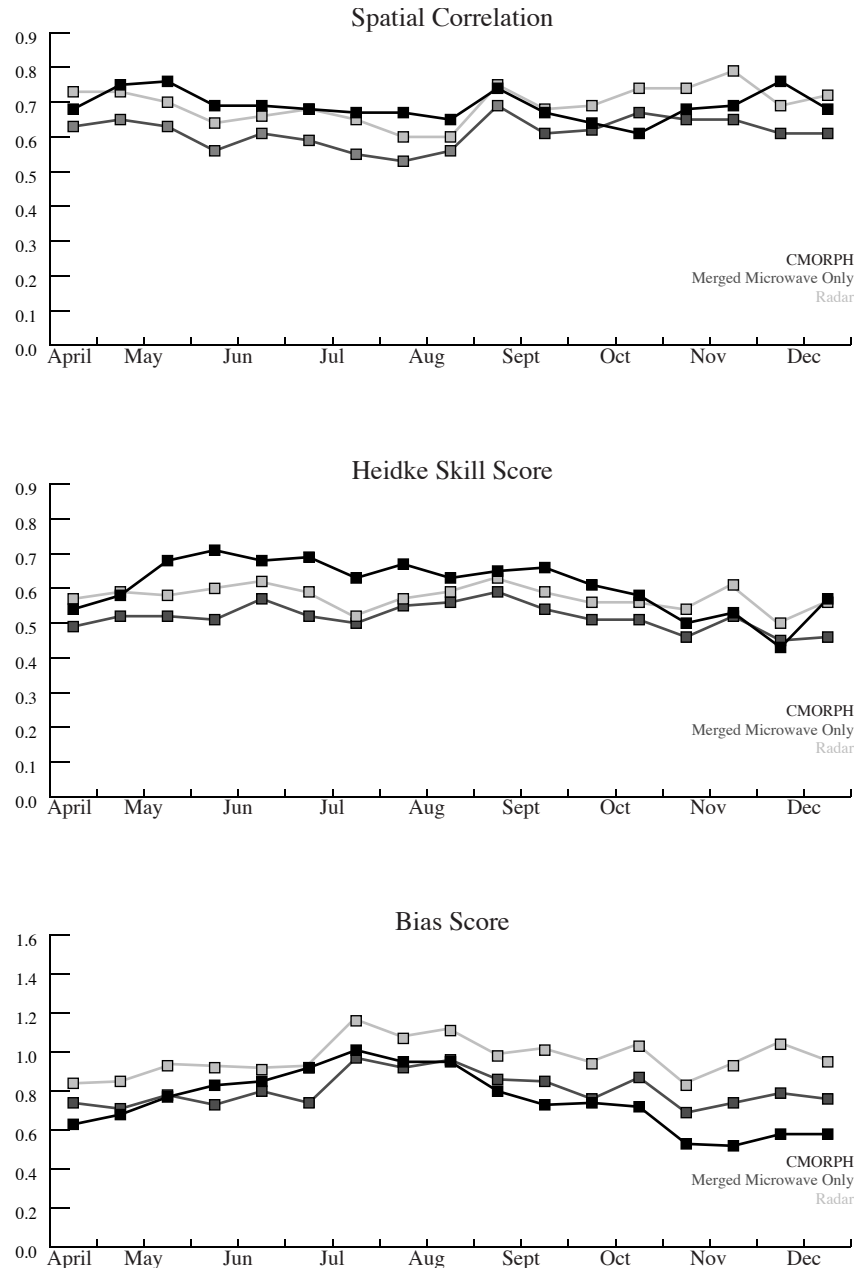 Spatial Correlation
0.9
0.8
0.7
0.6
0.5
0.4
0.3
0.2
0.1
0.0
CMORPH
Merged Microwave Only
Radar
April May Jun Jul Aug Sept Oct Nov Dec
Heidke Skill Score
0.9
0.8
0.7
0.6
0.5
0.4
0.3
0.2
0.1
0.0
CMORPH
Merged Microwave Only
Radar
April May Jun Jul Aug Sept Oct Nov Dec
Bias Score
1.6
1.4
1.2
1.0
0.8
0.6
0.4
0.2
0.0
CMORPH
Merged Microwave Only
Radar
April May Jun Jul Aug Sept Oct Nov Dec